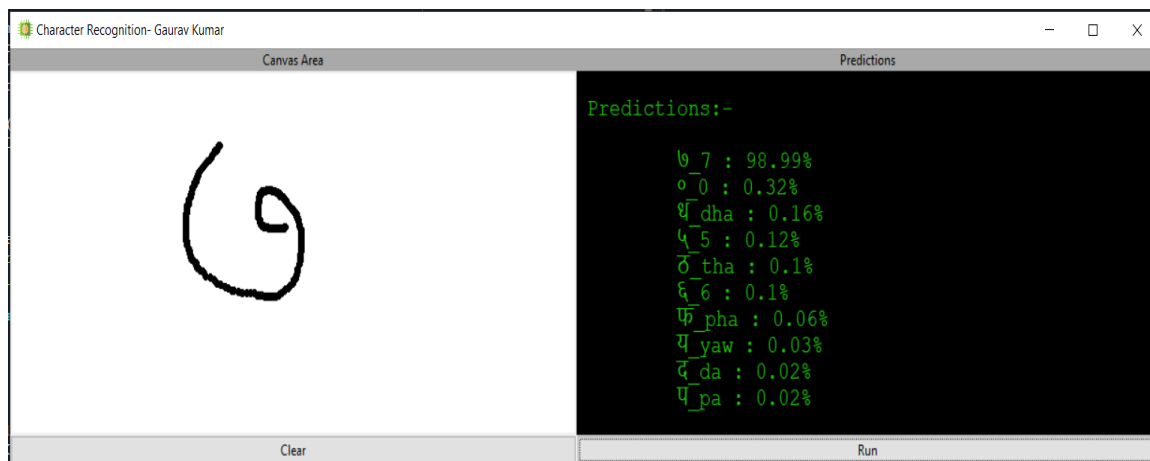 Character Recognition- Gaurav Kumar
Canvas Area
Predictions
७
Predictions:-
७_7 : 98.99%
०_0 : 0.32%
ध_dha : 0.16%
५_5 : 0.12%
ठ_tha : 0.1%
६_6 : 0.1%
फ_pha : 0.06%
य_yaw : 0.03%
द_da : 0.02%
प_pa : 0.02%
Clear
Run